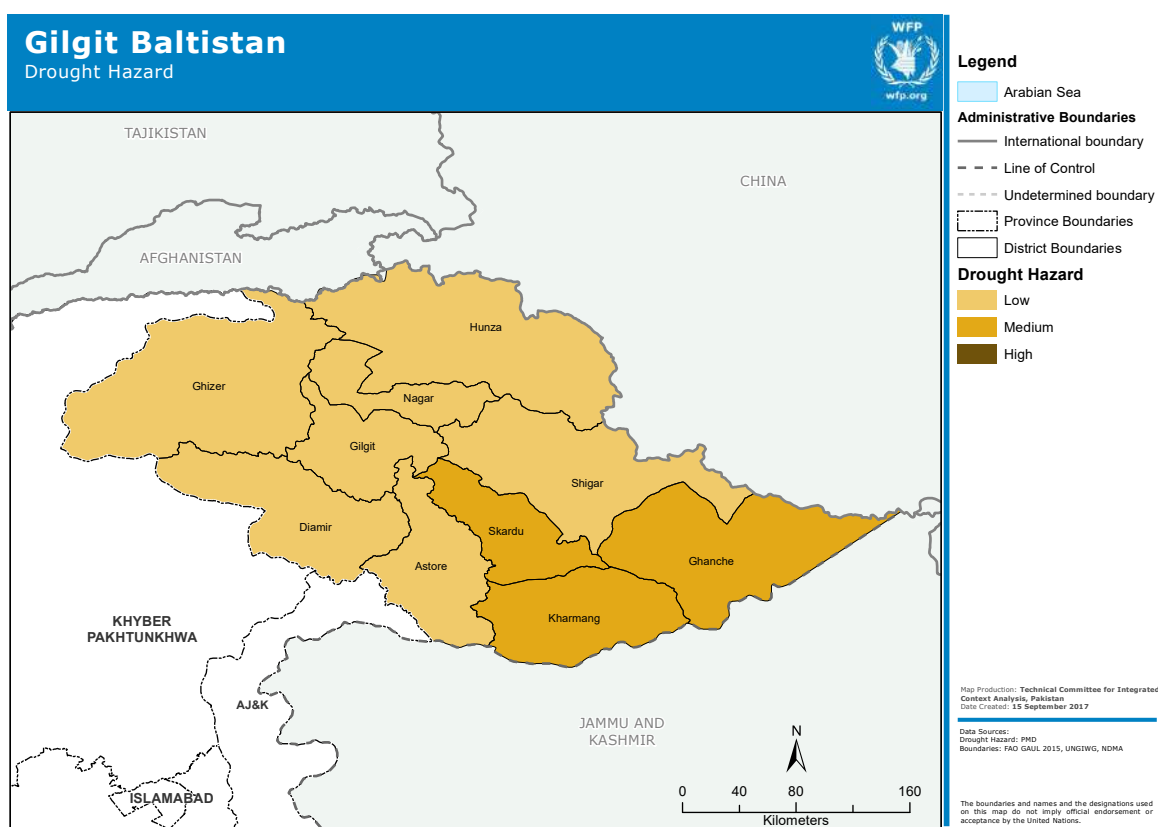 Gilgit Baltistan
Drought Hazard
WFP
wfp.org
TAJIKISTAN
CHINA
AFGHANISTAN
Hunza
Ghizer
Nagar
Gilgit
Shigar
Skardu
Diamir
Ghanche
Astore
Kharmang
KHYBER
PAKHTUNKHWA
AJ&K
JAMMU AND
KASHMIR
ISLAMABAD
N
0 40 80 160
Kilometers
Legend
Arabian Sea
Administrative Boundaries
International boundary
Line of Control
Undetermined boundary
Province Boundaries
District Boundaries
Drought Hazard
Low
Medium
High
Map Production: Technical Committee for Integrated
Context Analysis, Pakistan
Date Created: 15 September 2017
Data Sources:
Drought Hazard: PMD
Boundaries: FAO GAUL 2015, UNGIWG, NDMA
The boundaries and names and the designations used
on this map do not imply official endorsement or
acceptance by the United Nations.